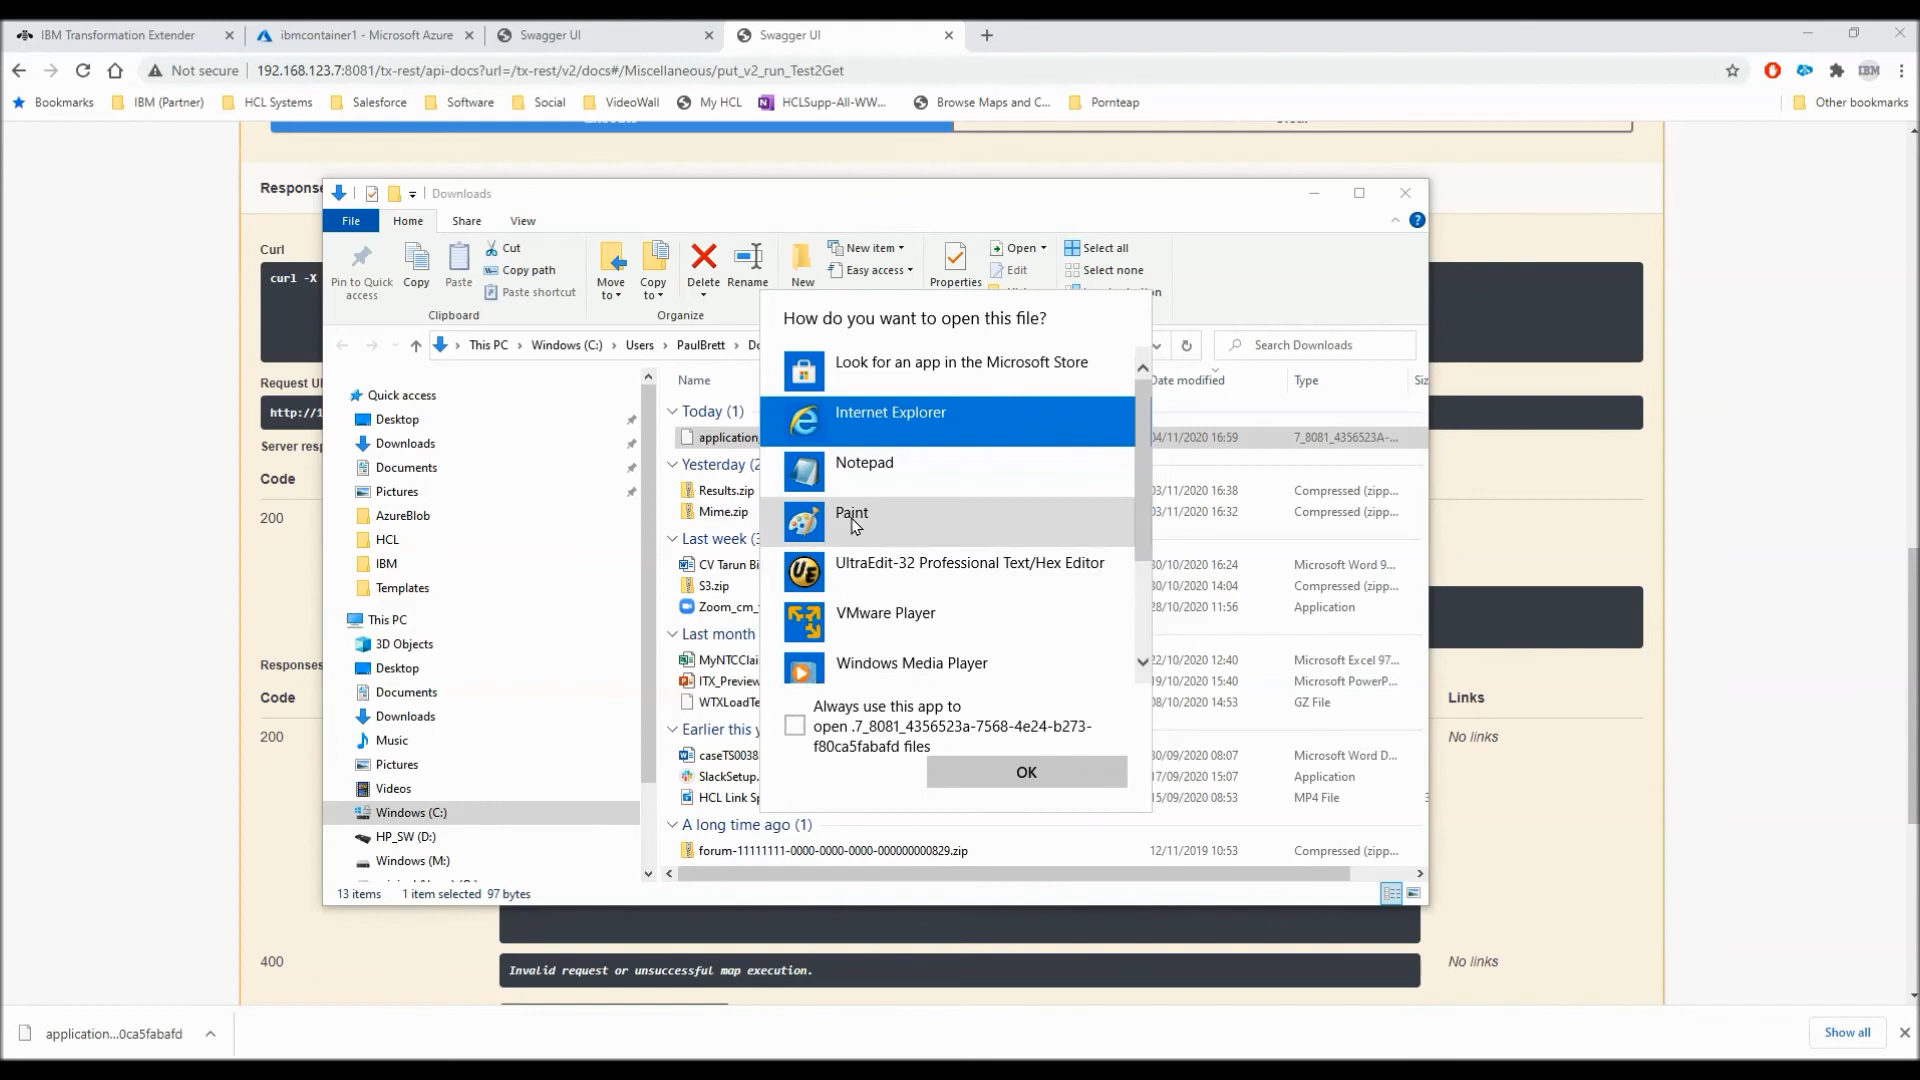 IBM Transformation Extender
ibmcontainer1 - Microsoft Azure
Swagger UI
Swagger UI
Not secure
192.168.123.7:8081/tx-rest/api-docs?url=/tx-rest/v2/docs#/Miscellaneous/put_v2_run_Test2Get
IBM
Bookmarks
IBM (Partner)
HCL Systems
Salesforce
Software
Social
VideoWall
My HCL
HCLSupp-All-WW...
Browse Maps and C...
Pornteap
Other bookmarks
Response
Downloads
File
Home
Share
View
Curl
curl -X
Pin to Quick access
Copy
Paste
Cut
Copy path
Paste shortcut
Clipboard
Move to
Copy to
Delete
Rename
Organize
New
New item
Easy access
Properties
Open
Edit
Select all
Select none
This PC
Windows (C:)
Users
PaulBrett
Do
Search Downloads
Request U
http://1
Server resp
Code
200
Responses
Code
200
400
Quick access
Desktop
Downloads
Documents
Pictures
AzureBlob
HCL
IBM
Templates
This PC
3D Objects
Desktop
Documents
Downloads
Music
Pictures
Videos
Windows (C:)
HP_SW (D:)
Windows (M:)
Name
Date modified
Type
Siz
Today (1)
application_
04/11/2020 16:59
7_8081_4356523A-...
Yesterday (2
Results.zip
03/11/2020 16:38
Compressed (zipp...
Mime.zip
03/11/2020 16:32
Compressed (zipp...
Last week (3
CV Tarun Bi
30/10/2020 16:24
Microsoft Word 9...
S3.zip
30/10/2020 14:04
Compressed (zipp...
Zoom_cm_
28/10/2020 11:56
Application
Last month
MyNTCClai
22/10/2020 12:40
Microsoft Excel 97...
ITX_Preview
19/10/2020 15:40
Microsoft PowerP...
WTXLoadTe
08/10/2020 14:53
GZ File
Earlier this y
caseTS0038
30/09/2020 08:07
Microsoft Word D...
SlackSetup.
17/09/2020 15:07
Application
HCL Link Sp
15/09/2020 08:53
MP4 File
A long time ago (1)
forum-11111111-0000-0000-0000-000000000829.zip
12/11/2019 10:53
Compressed (zipp...
13 items
1 item selected 97 bytes
How do you want to open this file?
Look for an app in the Microsoft Store
Internet Explorer
Notepad
Paint
UltraEdit-32 Professional Text/Hex Editor
VMware Player
Windows Media Player
Always use this app to
open .7_8081_4356523a-7568-4e24-b273-
f80ca5fabafd files
OK
Links
No links
Invalid request or unsuccessful map execution.
No links
application...0ca5fabafd
Show all